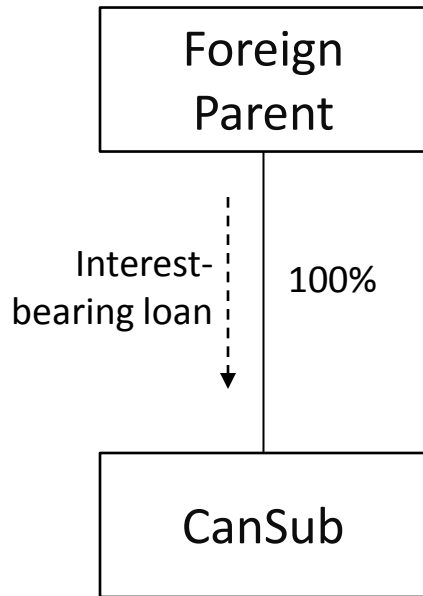 Foreign
Parent
Interest-
bearing loan
100%
CanSub